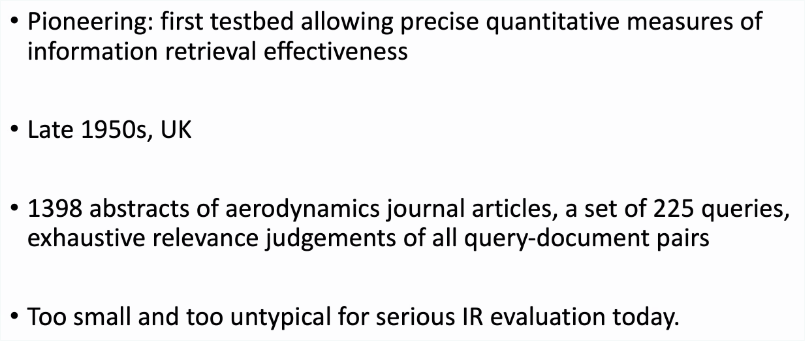 • Pioneering: first testbed allowing precise quantitative measures of
information retrieval effectiveness
• Late 1950s, UK
• 1398 abstracts of aerodynamics journal articles, a set of 225 queries,
exhaustive relevance judgements of all query-document pairs
• Too small and too untypical for serious IR evaluation today.